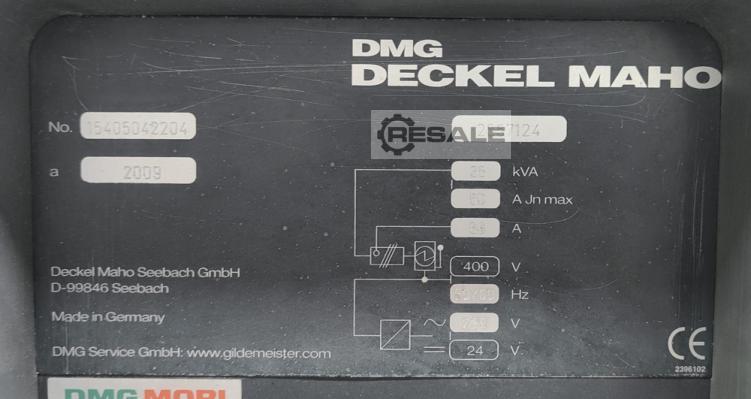 DMG
DECKEL MAHO
No. 15405042204
RESALE
a 2009
kVA
A Jn max
A
400 V
Hz
V
24 V
Deckel Maho Seebach GmbH
D-99846 Seebach
Made in Germany
DMG Service GmbH: www.gildemeister.com
CE
2396102
DMG MORI